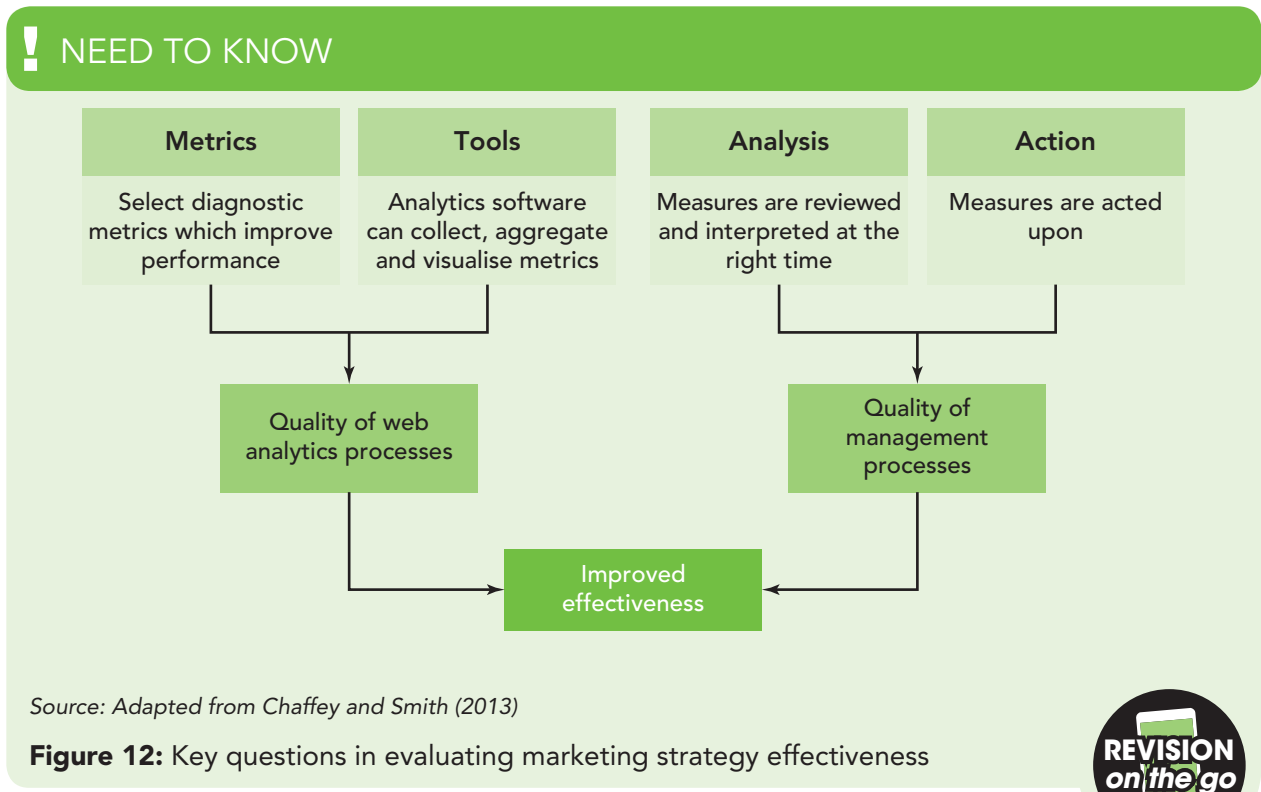 ! NEED TO KNOW
Metrics
Select diagnostic
metrics which improve
performance
Tools
Analytics software
can collect, aggregate
and visualise metrics
Analysis
Measures are reviewed
and interpreted at the
right time
Action
Measures are acted
upon
Quality of web
analytics processes
Quality of
management
processes
Improved
effectiveness
Source: Adapted from Chaffey and Smith (2013)
Figure 12: Key questions in evaluating marketing strategy effectiveness
REVISION
on the go